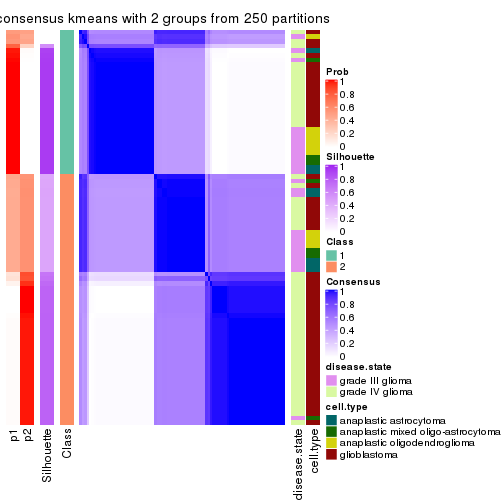 consensus kmeans with 2 groups from 250 partitions
Prob
1
0.8
0.6
0.4
0.2
0
Silhouette
1
0.8
0.6
0.4
0.2
0
Class
1
2
Consensus
1
0.8
0.6
0.4
0.2
0
disease.state
grade III glioma
grade IV glioma
cell.type
anaplastic astrocytoma
anaplastic mixed oligo-astrocytoma
anaplastic oligodendroglioma
glioblastoma
p1
p2
Silhouette
Class
disease.state
cell.type